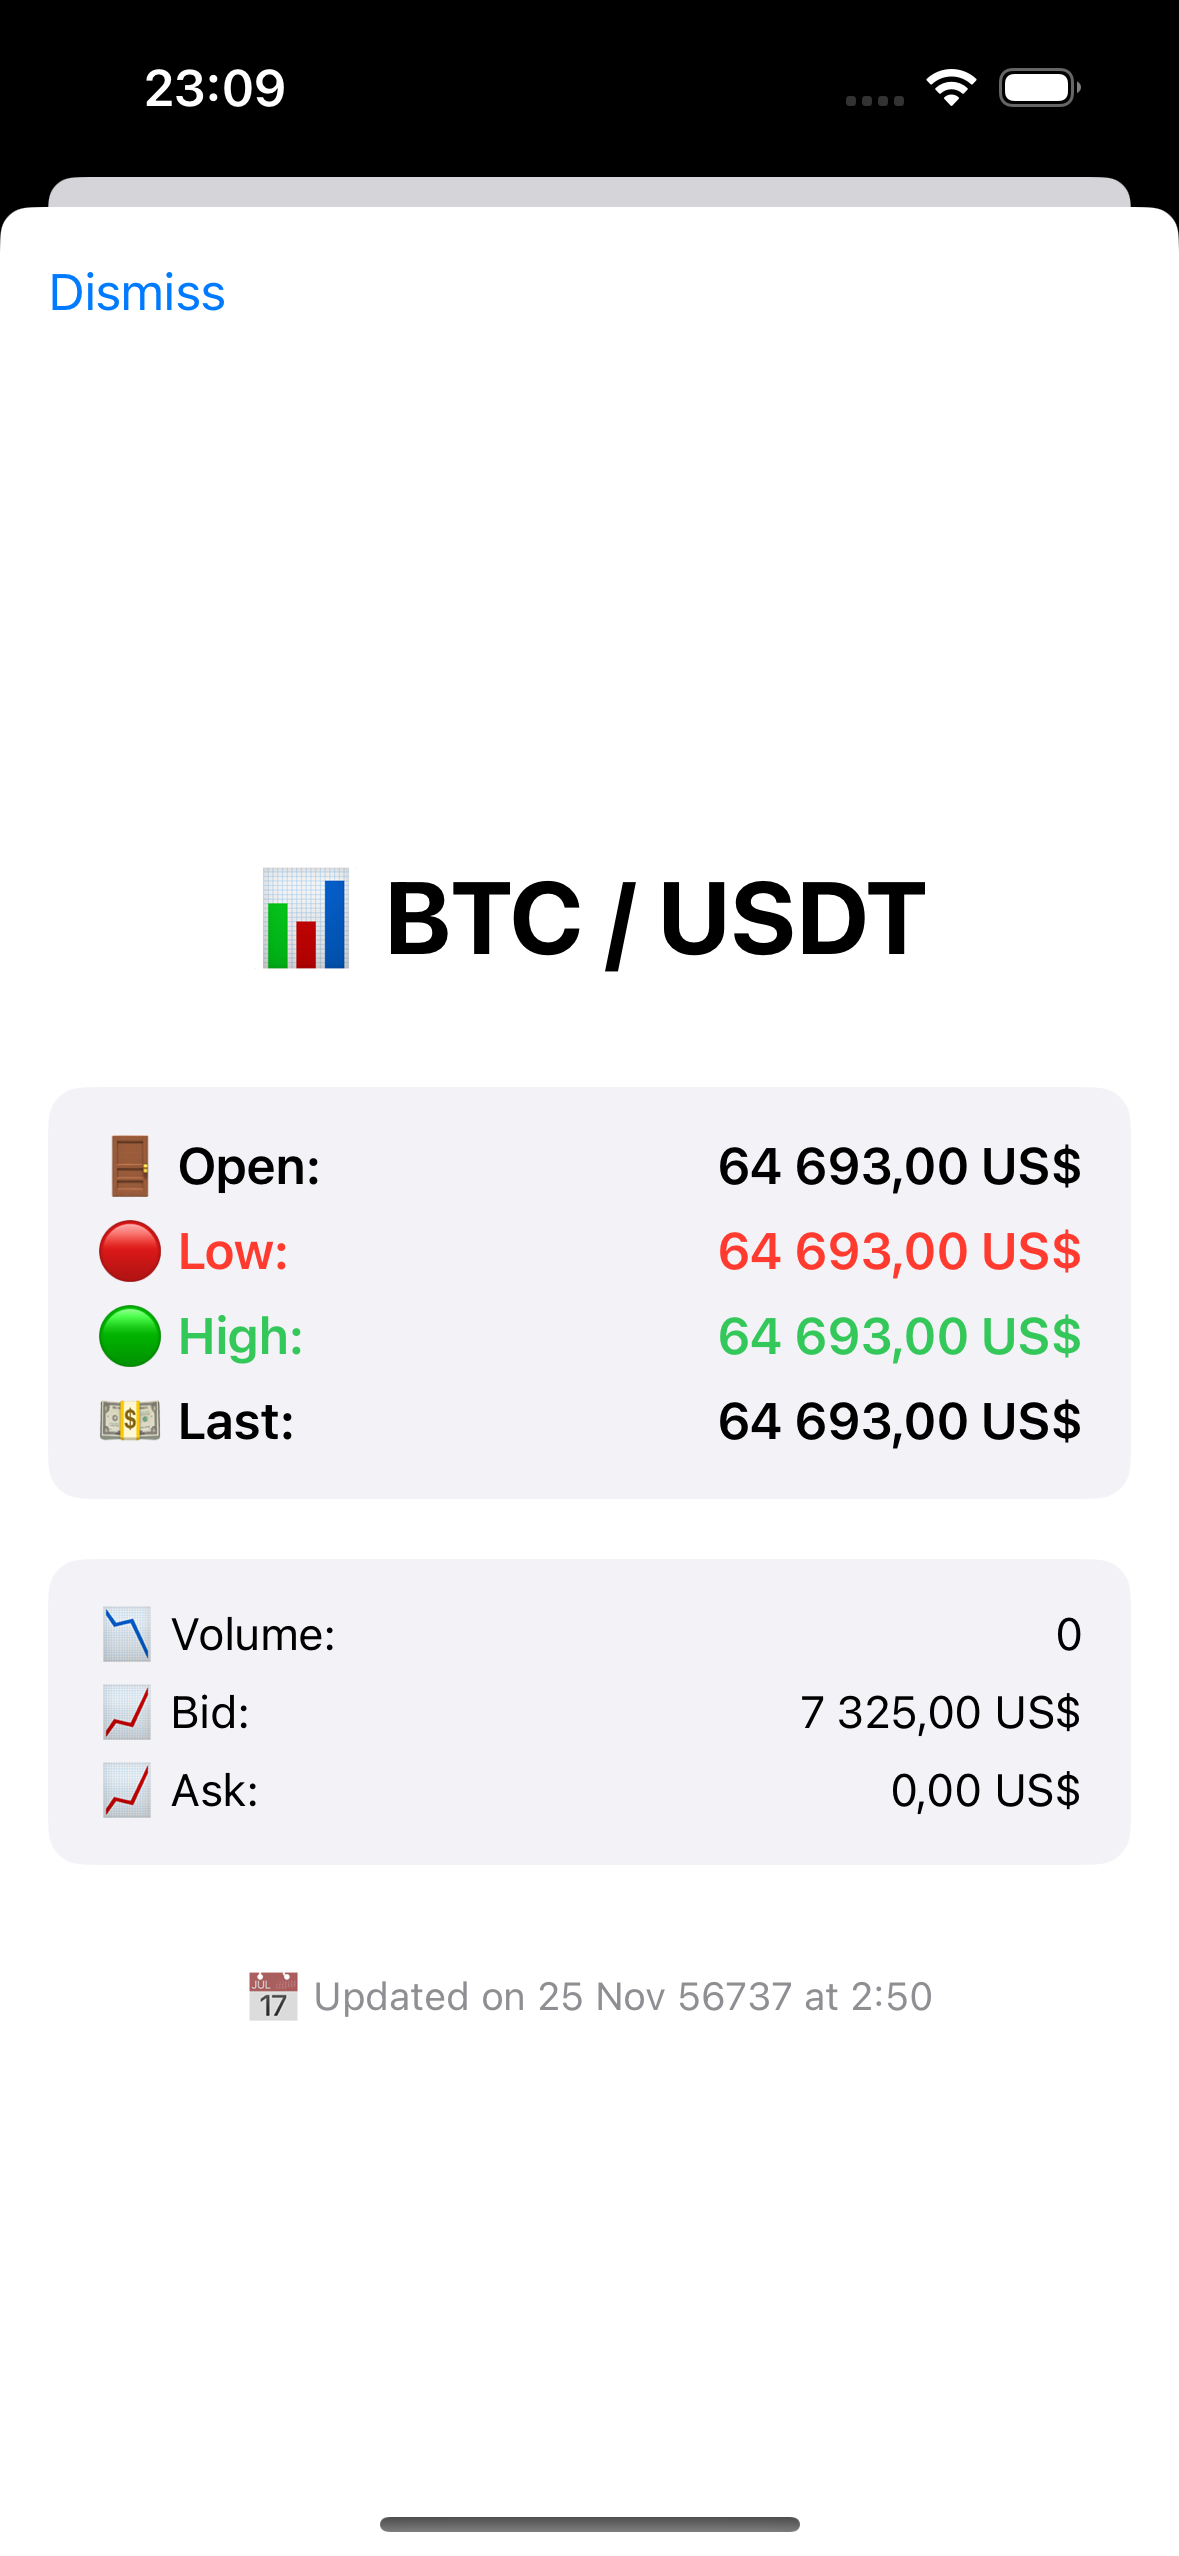 23:09
Dismiss
BTC / USDT
Open: 64 693,00 US$
Low: 64 693,00 US$
High: 64 693,00 US$
Last: 64 693,00 US$
Volume: 0
Bid: 7 325,00 US$
Ask: 0,00 US$
JUL 17 Updated on 25 Nov 56737 at 2:50